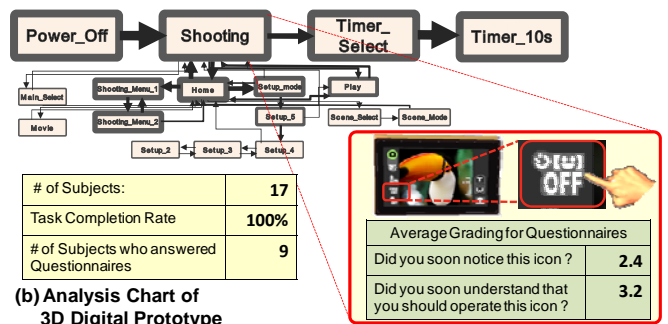 Power_Off
Shooting
Timer_
Select
Timer_10s
Main_Select
Shooting_Menu_1
Home
Setup_mode
Play
Movie
Shooting_Menu_2
Setup_5
Scene_Select
Scene_Mode
Setup_2
Setup_3
Setup_4
# of Subjects: 17
Task Completion Rate 100%
# of Subjects who answered
Questionnaires 9
(b) Analysis Chart of
3D Digital Prototype
OFF
Average Grading for Questionnaires
Did you soon notice this icon ? 2.4
Did you soon understand that
you should operate this icon ? 3.2